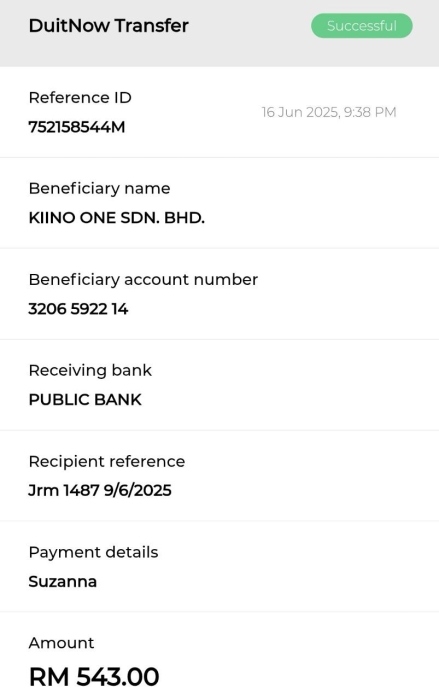 DuitNow Transfer
Successful
Reference ID
16 Jun 2025, 9:38 PM
752158544M
Beneficiary name
KIINO ONE SDN. BHD.
Beneficiary account number
3206 5922 14
Receiving bank
PUBLIC BANK
Recipient reference
Jrm 1487 9/6/2025
Payment details
Suzanna
Amount
RM 543.00